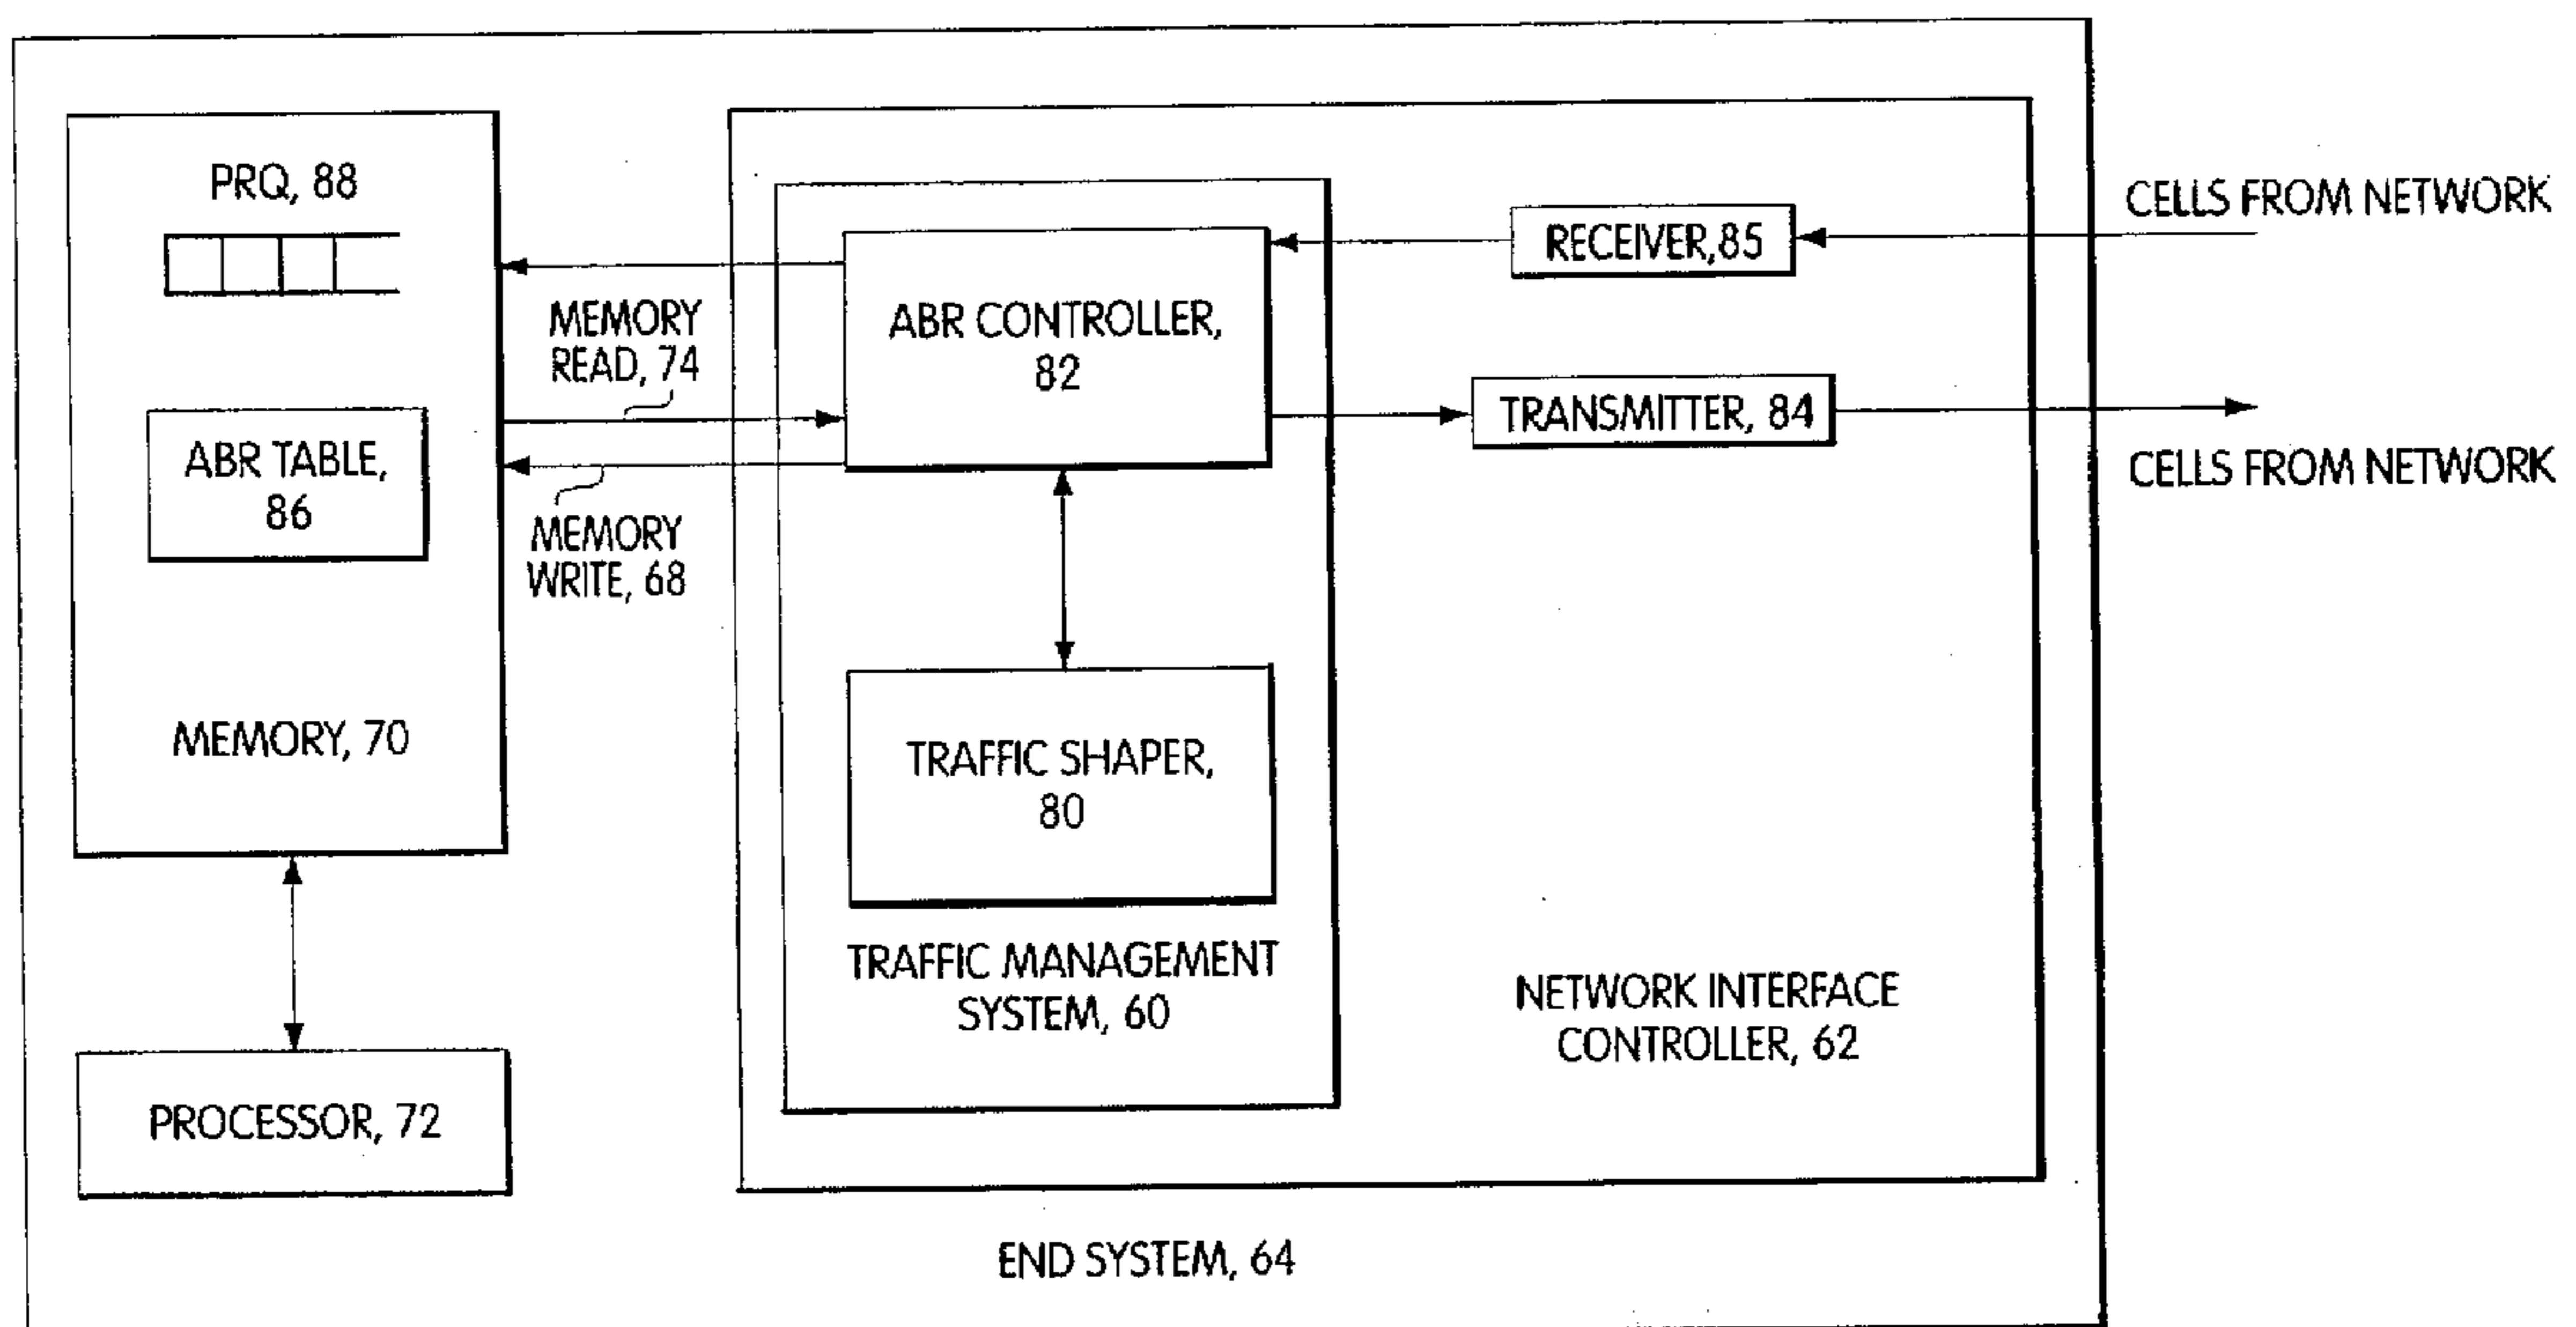 PRQ, 88
MEMORY
READ, 74
ABR TABLE,
86
MEMORY
WRITE, 68
MEMORY, 70
PROCESSOR, 72
ABR CONTROLLER,
82
TRAFFIC SHAPER,
80
TRAFFIC MANAGEMENT
SYSTEM, 60
RECEIVER,85
TRANSMITTER, 84
CELLS FROM NETWORK
CELLS FROM NETWORK
NETWORK INTERFACE
CONTROLLER, 62
END SYSTEM, 64